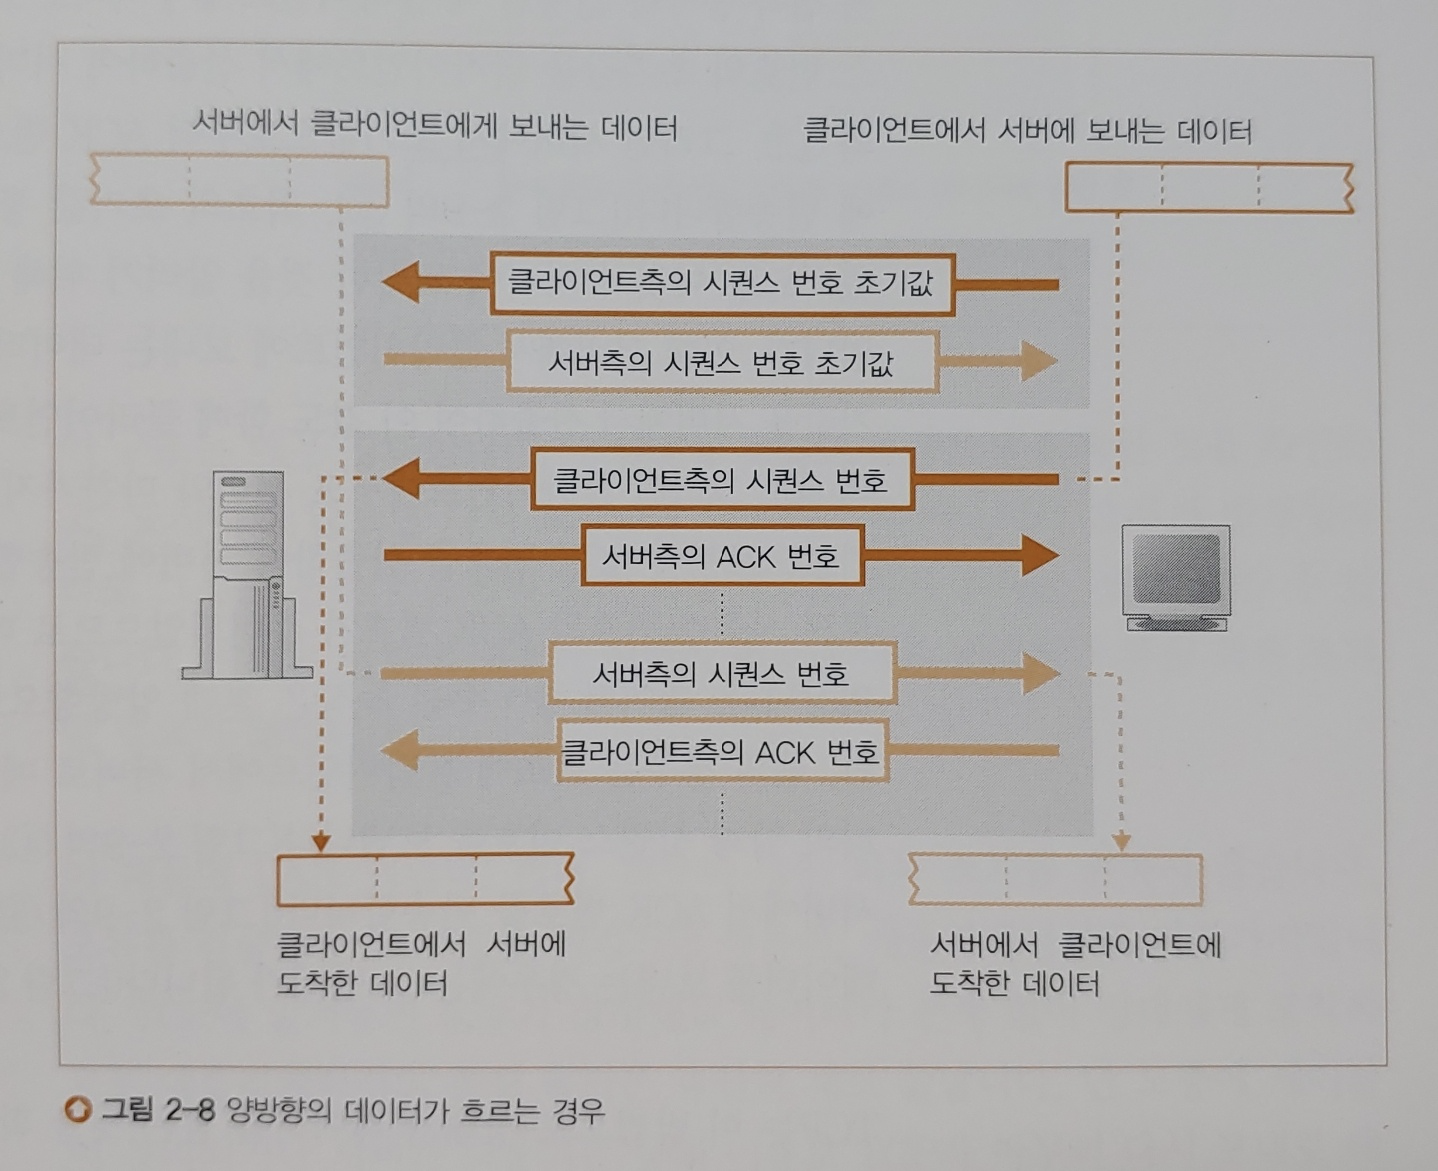 서버에서 클라이언트에게 보내는 데이터
클라이언트에서 서버에 보내는 데이터
클라이언트측의 시퀀스 번호 초기값
서버측의 시퀀스 번호 초기값
클라이언트측의 시퀀스 번호
서버측의 ACK 번호
서버측의 시퀀스 번호
클라이언트측의 ACK 번호
클라이언트에서 서버에
도착한 데이터
서버에서 클라이언트에
도착한 데이터
그림 2-8 양방향의 데이터가 흐르는 경우